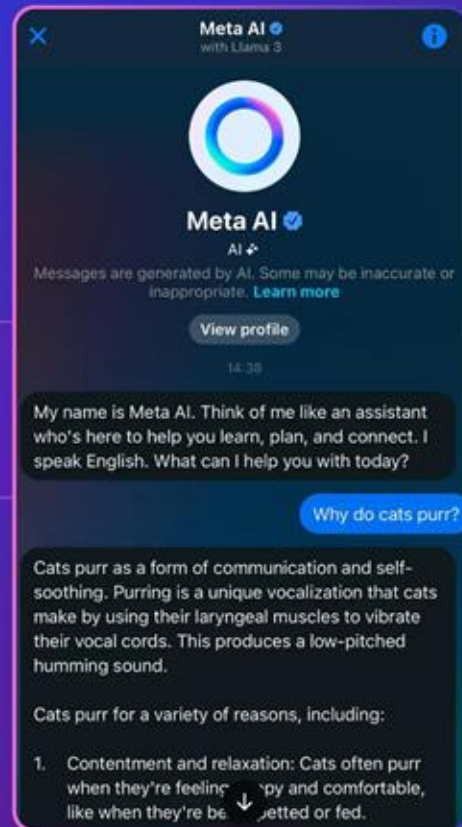 Meta AI
with Llama 3
Meta AI
AI
Messages are generated by AI. Some may be inaccurate or
inappropriate. Learn more
View profile
14:38
My name is Meta AI. Think of me like an assistant
who's here to help you learn, plan, and connect. I
speak English. What can I help you with today?
Why do cats purr?
Cats purr as a form of communication and self-
soothing. Purring is a unique vocalization that cats
make by using their laryngeal muscles to vibrate
their vocal cords. This produces a low-pitched
humming sound.
Cats purr for a variety of reasons, including:
1. Contentment and relaxation: Cats often purr
when they're feeling and comfortable,
like when they're or fed.